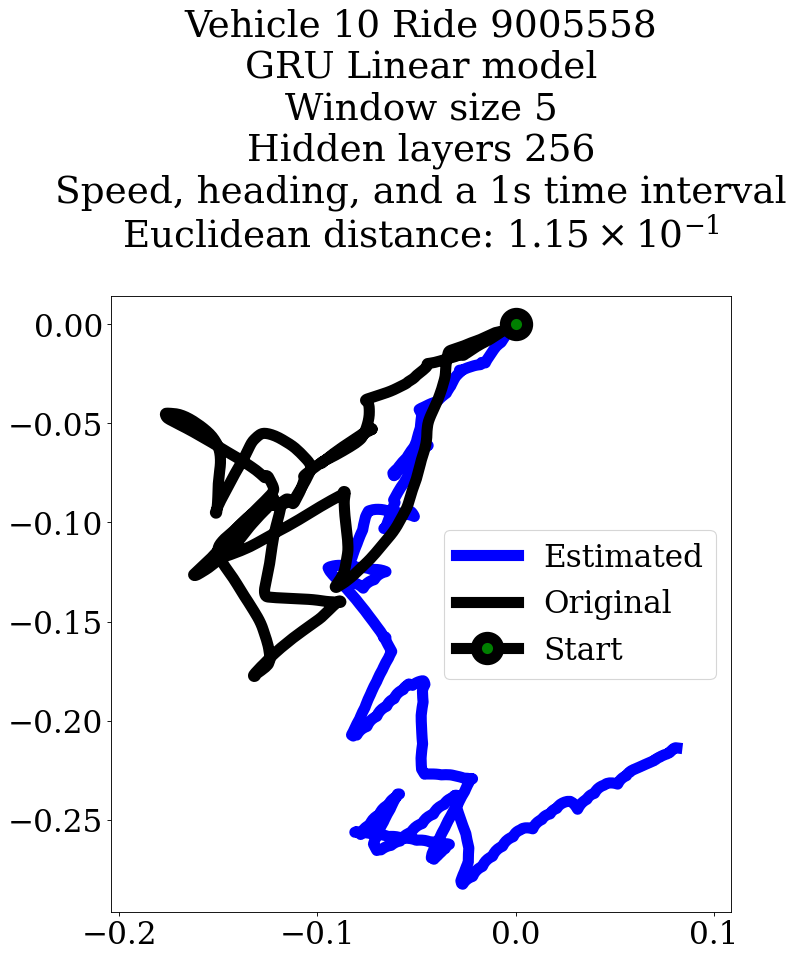 Vehicle 10 Ride 9005558
GRU Linear model
Window size 5
Hidden layers 256
Speed, heading, and a 1s time interval
Euclidean distance: 1.15 × 10⁻¹
0.00
−0.05
−0.10
−0.15
−0.20
−0.25
Estimated
Original
Start
−0.2
−0.1
0.0
0.1